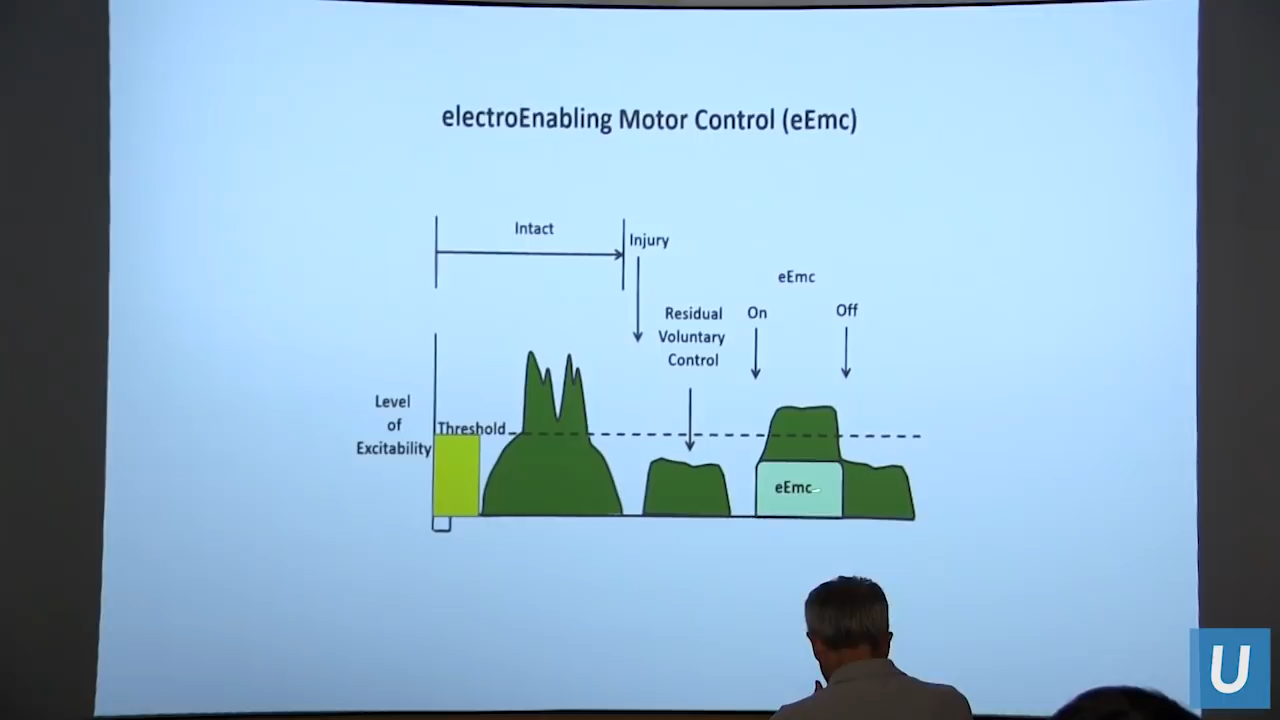 electroEnabling Motor Control (eEmc)
Intact
Injury
eEmc
Residual
Voluntary
Control
On
Off
Level
of
Excitability
Threshold
eEmc
U